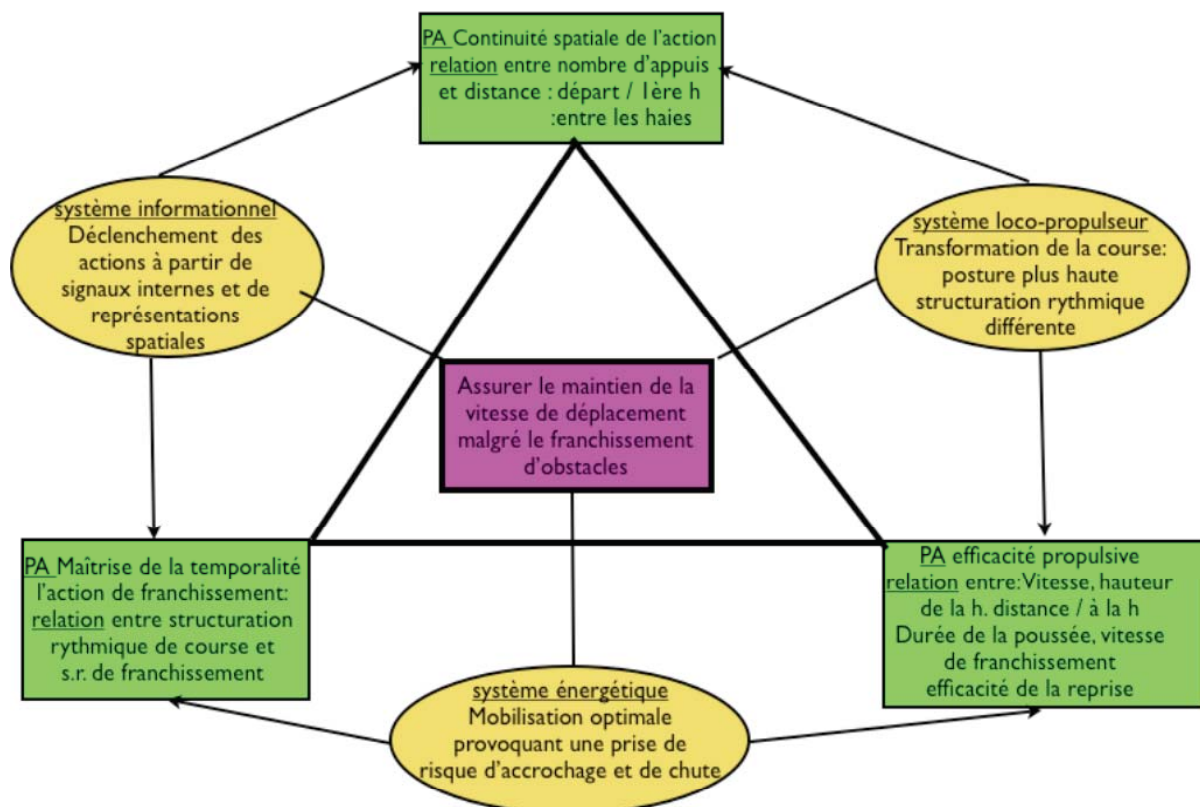 PA Continuité spatiale de l'action
relation entre nombre d'appuis
et distance : départ / 1ère h
:entre les haies
système informationnel
Déclenchement des
actions à partir de
signaux internes et de
représentations
spatiales
système loco-propulseur
Transformation de la course:
posture plus haute
structuration rythmique
différente
Assurer le maintien de la
vitesse de déplacement
malgré le franchissement
d'obstacles
PA Maîtrise de la temporalité
l'action de franchissement:
relation entre structuration
rythmique de course et
s.r. de franchissement
PA efficacité propulsive
relation entre:Vitesse, hauteur
de la h. distance / à la h
Durée de la poussée, vitesse
de franchissement
efficacité de la reprise
système énergétique
Mobilisation optimale
provoquant une prise de
risque d'accrochage et de chute